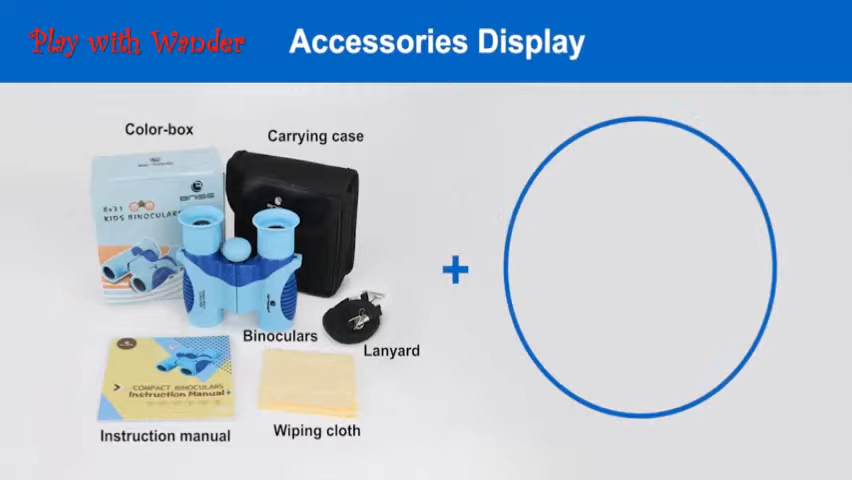 Play with Wander
Accessories Display
Color-box
Carrying case
BNISE
8x21
KIDS BINOCULARS
Binoculars
Lanyard
COMPACT BINOCULARS
Instruction Manual
Instruction manual
Wiping cloth
+